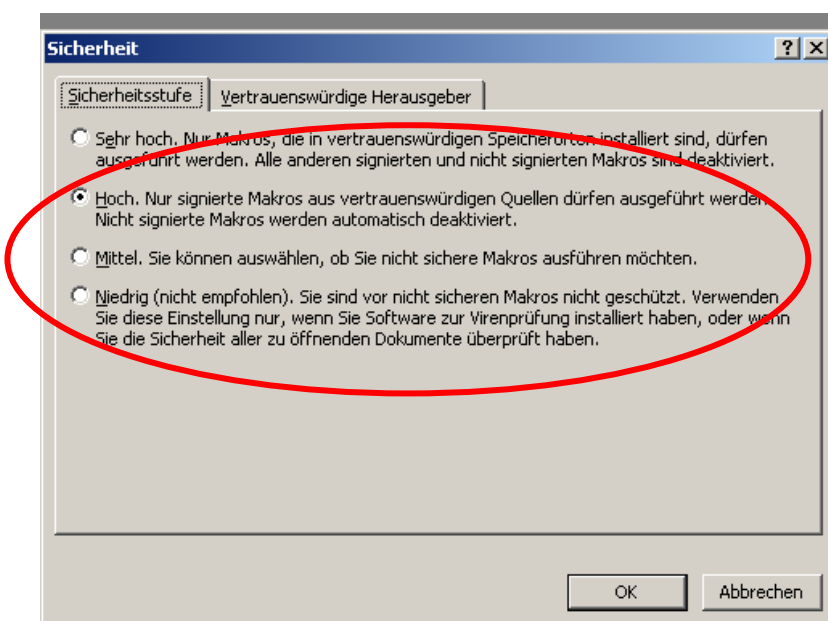 Sicherheit
Sicherheitsstufe Vertrauenswürdige Herausgeber
Sehr hoch. Nur Makros, die in vertrauenswürdigen Speicherorten installiert sind, dürfen
ausgeführt werden. Alle anderen signierten und nicht signierten Makros sind deaktiviert.
Hoch. Nur signierte Makros aus vertrauenswürdigen Quellen dürfen ausgeführt werden.
Nicht signierte Makros werden automatisch deaktiviert.
Mittel. Sie können auswählen, ob Sie nicht sichere Makros ausführen möchten.
Niedrig (nicht empfohlen). Sie sind vor nicht sicheren Makros nicht geschützt. Verwenden
Sie diese Einstellung nur, wenn Sie Software zur Virenprüfung installiert haben, oder wenn
Sie die Sicherheit aller zu öffnenden Dokumente überprüft haben.
OK Abbrechen